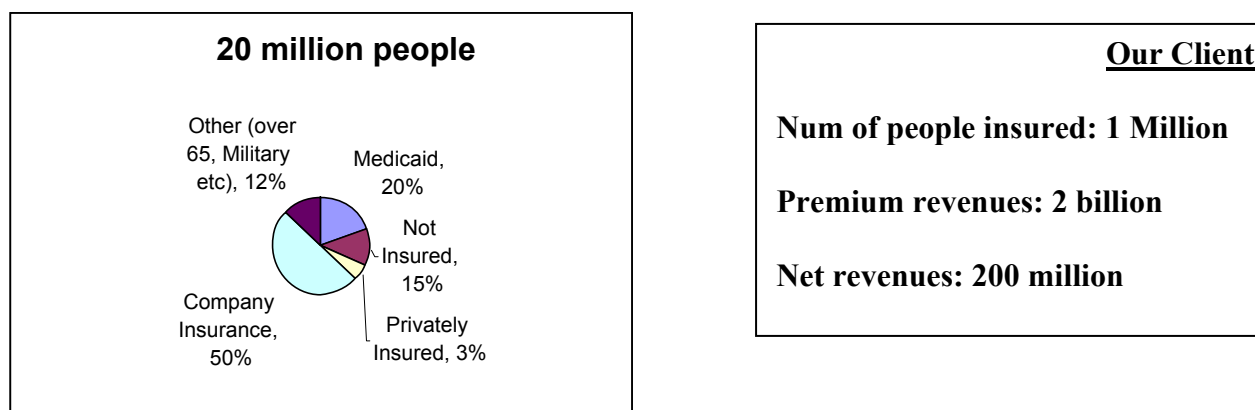 20 million people
Other (over
65, Military
etc), 12%
Medicaid,
20%
Not
Insured,
15%
Privately
Insured, 3%
Company
Insurance,
50%
Our Client
Num of people insured: 1 Million
Premium revenues: 2 billion
Net revenues: 200 million